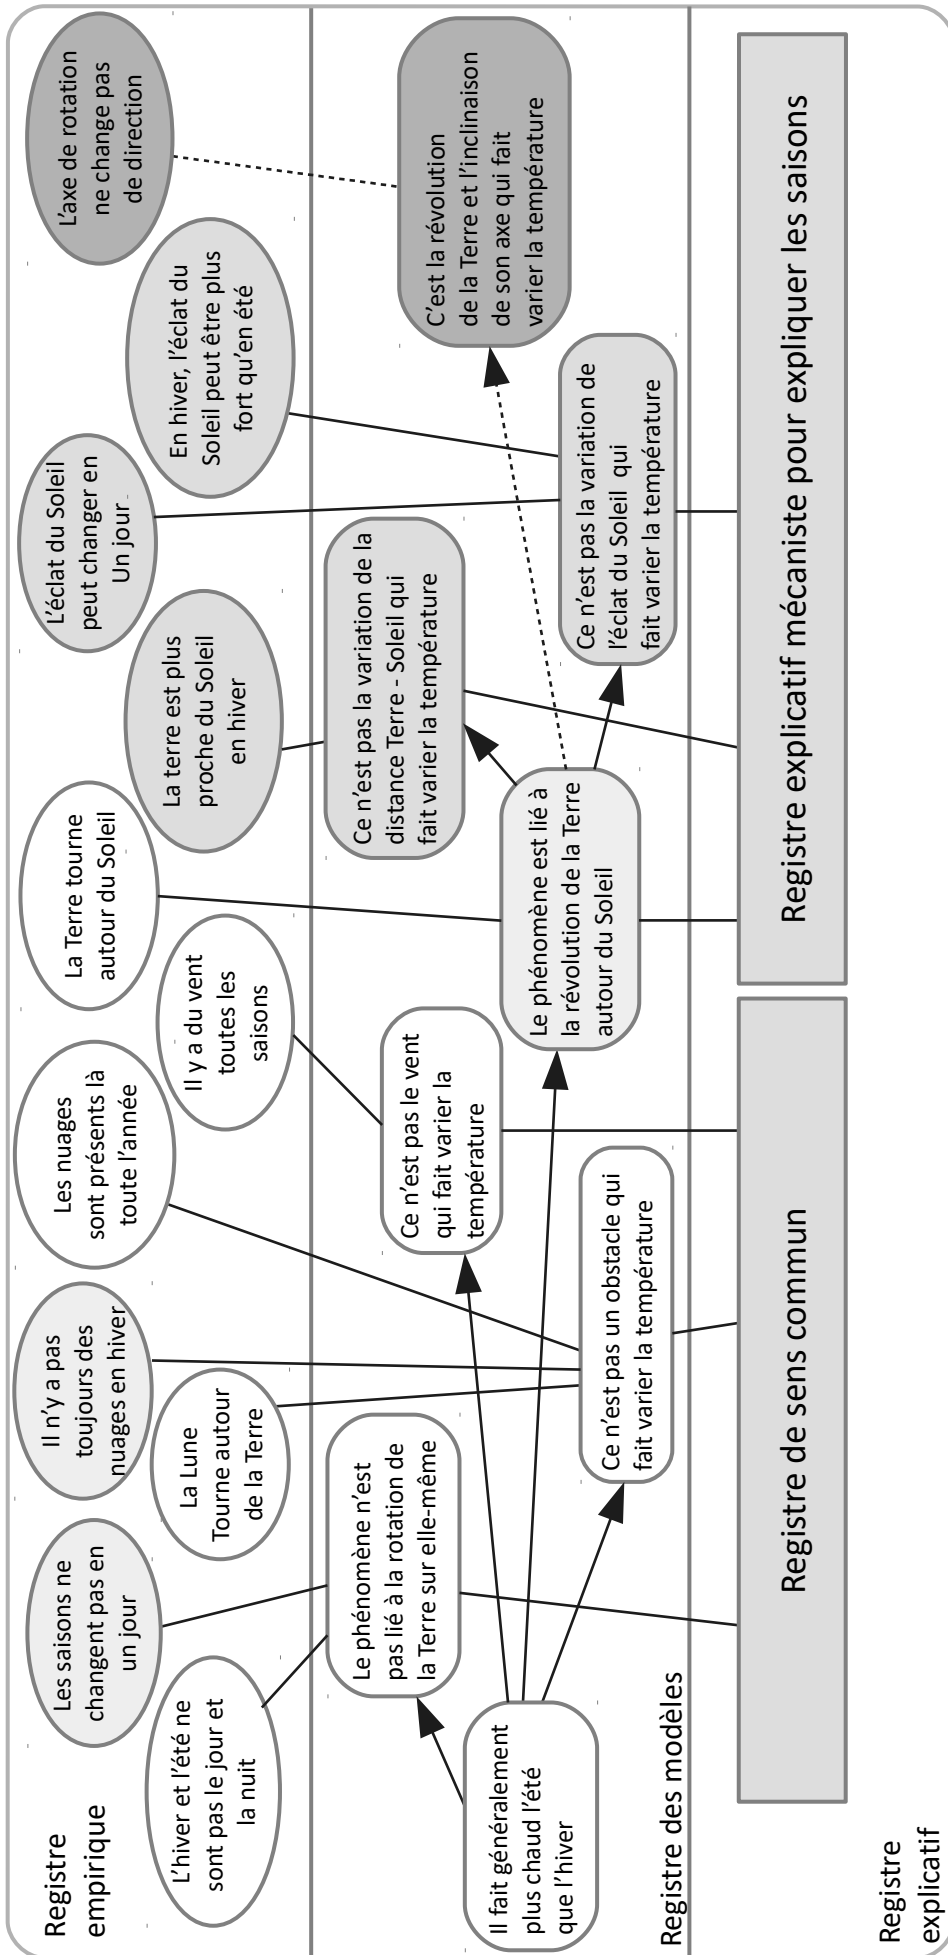 Registre
empirique
L'hiver et l'été ne
sont pas le jour et
la nuit
Les saisons ne
changent pas en
un jour
La Lune
Tourne autour
de la Terre
Il n'y a pas
toujours des
nuages en hiver
Les nuages
sont présents là
toute l'année
Il y a du vent
toutes les
saisons
La Terre tourne
autour du Soleil
La terre est plus
proche du Soleil
en hiver
L'éclat du Soleil
peut changer en
Un jour
En hiver, l'éclat du
Soleil peut être plus
fort qu'en été
L'axe de rotation
ne change pas
de direction
Il fait généralement
plus chaud l'été
que l'hiver
Le phénomène n'est
pas lié à la rotation de
la Terre sur elle-même
Ce n'est pas un obstacle qui
fait varier la température
Ce n'est pas le vent
qui fait varier la
température
Le phénomène est lié à
la révolution de la Terre
autour du Soleil
Ce n'est pas la variation de la
distance Terre - Soleil qui
fait varier la température
Ce n'est pas la variation de
l'éclat du Soleil qui
fait varier la température
C'est la révolution
de la Terre et l'inclinaison
de son axe qui fait
varier la température
Registre des modèles
Registre de sens commun
Registre explicatif mécaniste pour expliquer les saisons
Registre
explicatif